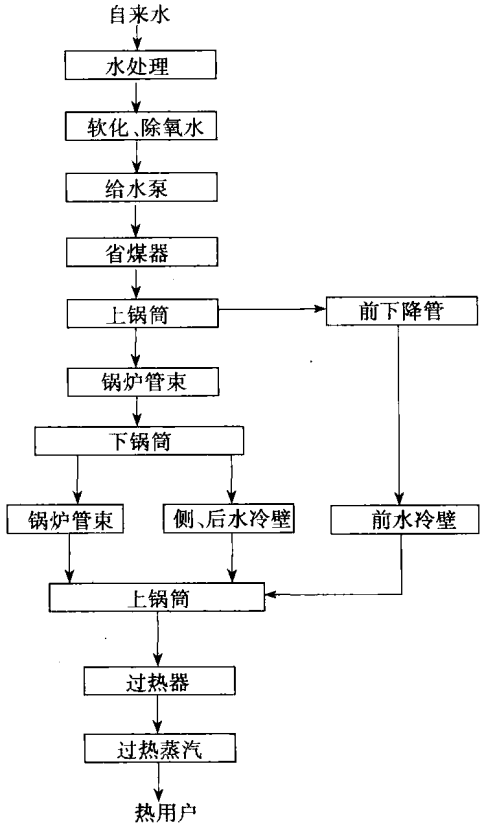 自来水
水处理
软化、除氧水
给水泵
省煤器
上锅筒
前下降管
锅炉管束
下锅筒
锅炉管束
侧、后水冷壁
前水冷壁
上锅筒
过热器
过热蒸汽
热用户